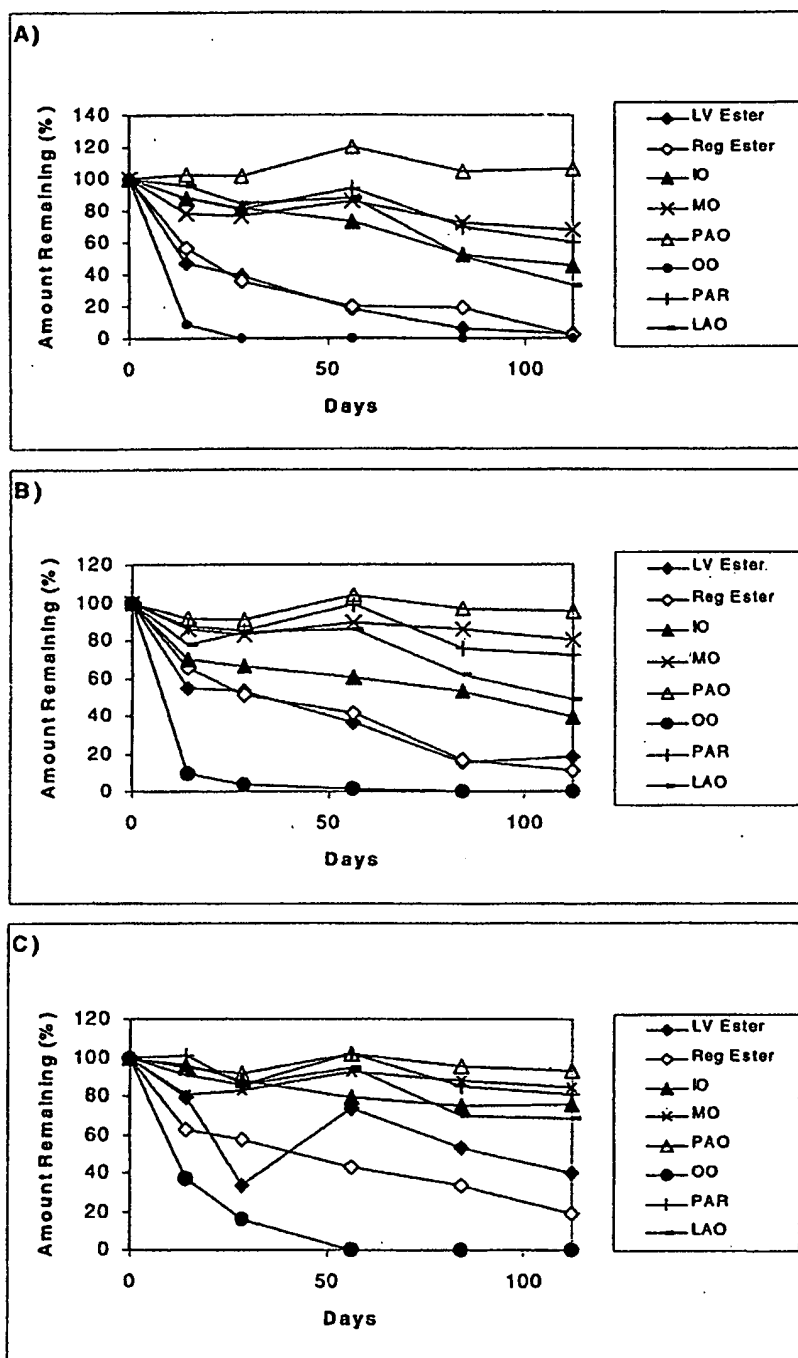 A)
Amount Remaining (%)
140
120
100
80
60
40
20
0
0 50 100
Days
LV Ester
Reg Ester
IO
MO
PAO
OO
PAR
LAO
B)
Amount Remaining (%)
120
100
80
60
40
20
0
0 50 100
Days
LV Ester.
Reg Ester
IO
MO
PAO
OO
PAR
LAO
C)
Amount Remaining (%)
120
100
80
60
40
20
0
0 50 100
Days
LV Ester
Reg Ester
IO
MO
PAO
OO
PAR
LAO